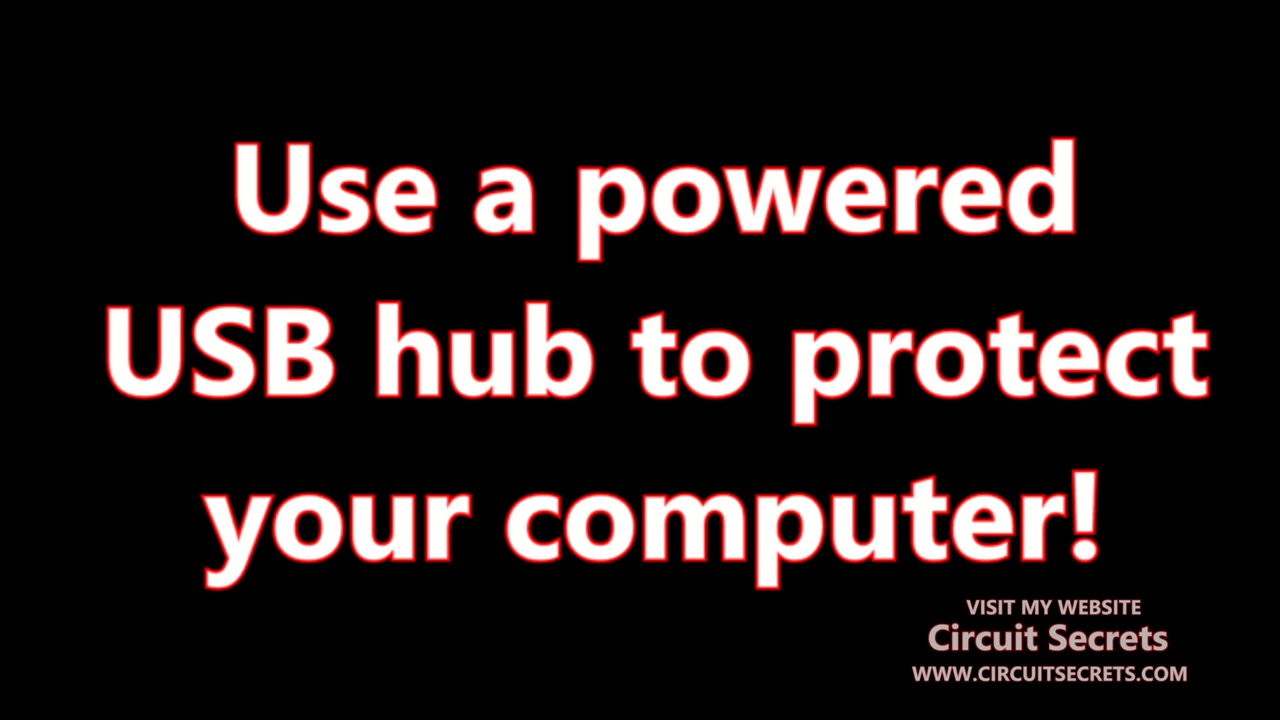 Use a powered
USB hub to protect
your computer!
VISIT MY WEBSITE
Circuit Secrets
WWW.CIRCUITSECRETS.COM